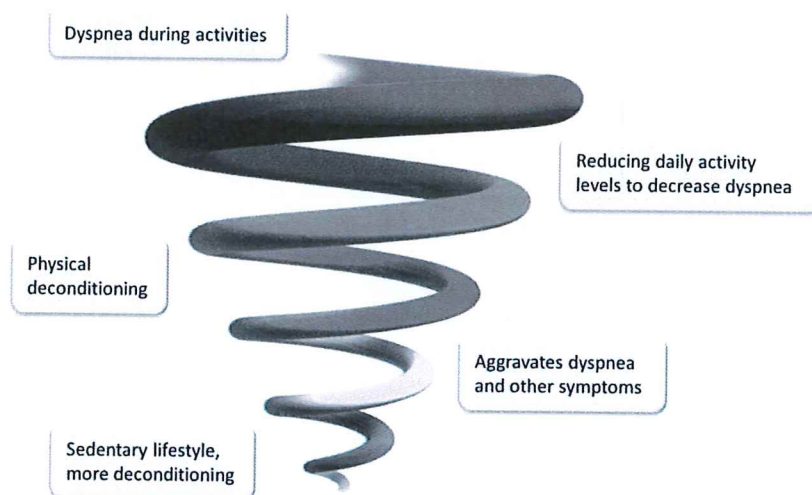 Dyspnea during activities
Reducing daily activity
levels to decrease dyspnea
Physical
deconditioning
Aggravates dyspnea
and other symptoms
Sedentary lifestyle,
more deconditioning